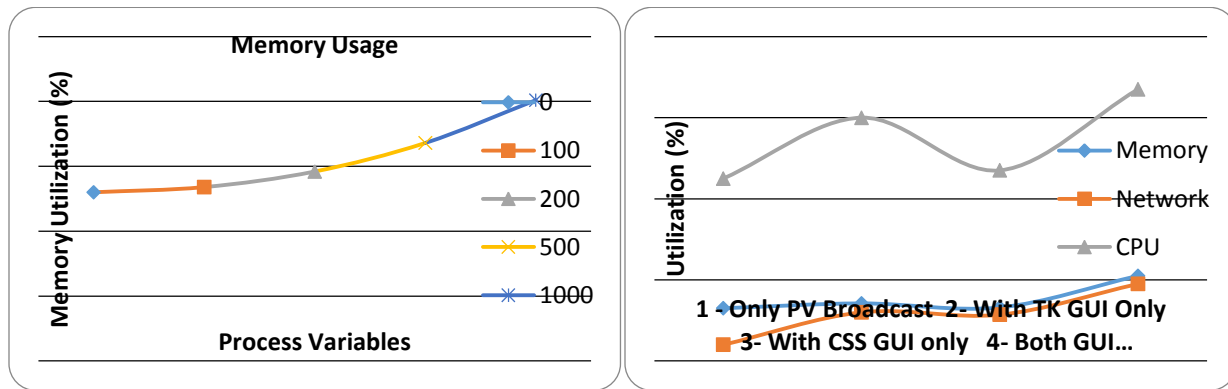 Memory Usage
Memory Utilization (%)
0
100
200
500
1000
Process Variables
Utilization (%)
Memory
Network
CPU
1 - Only PV Broadcast 2- With TK GUI Only
3- With CSS GUI only 4- Both GUI…